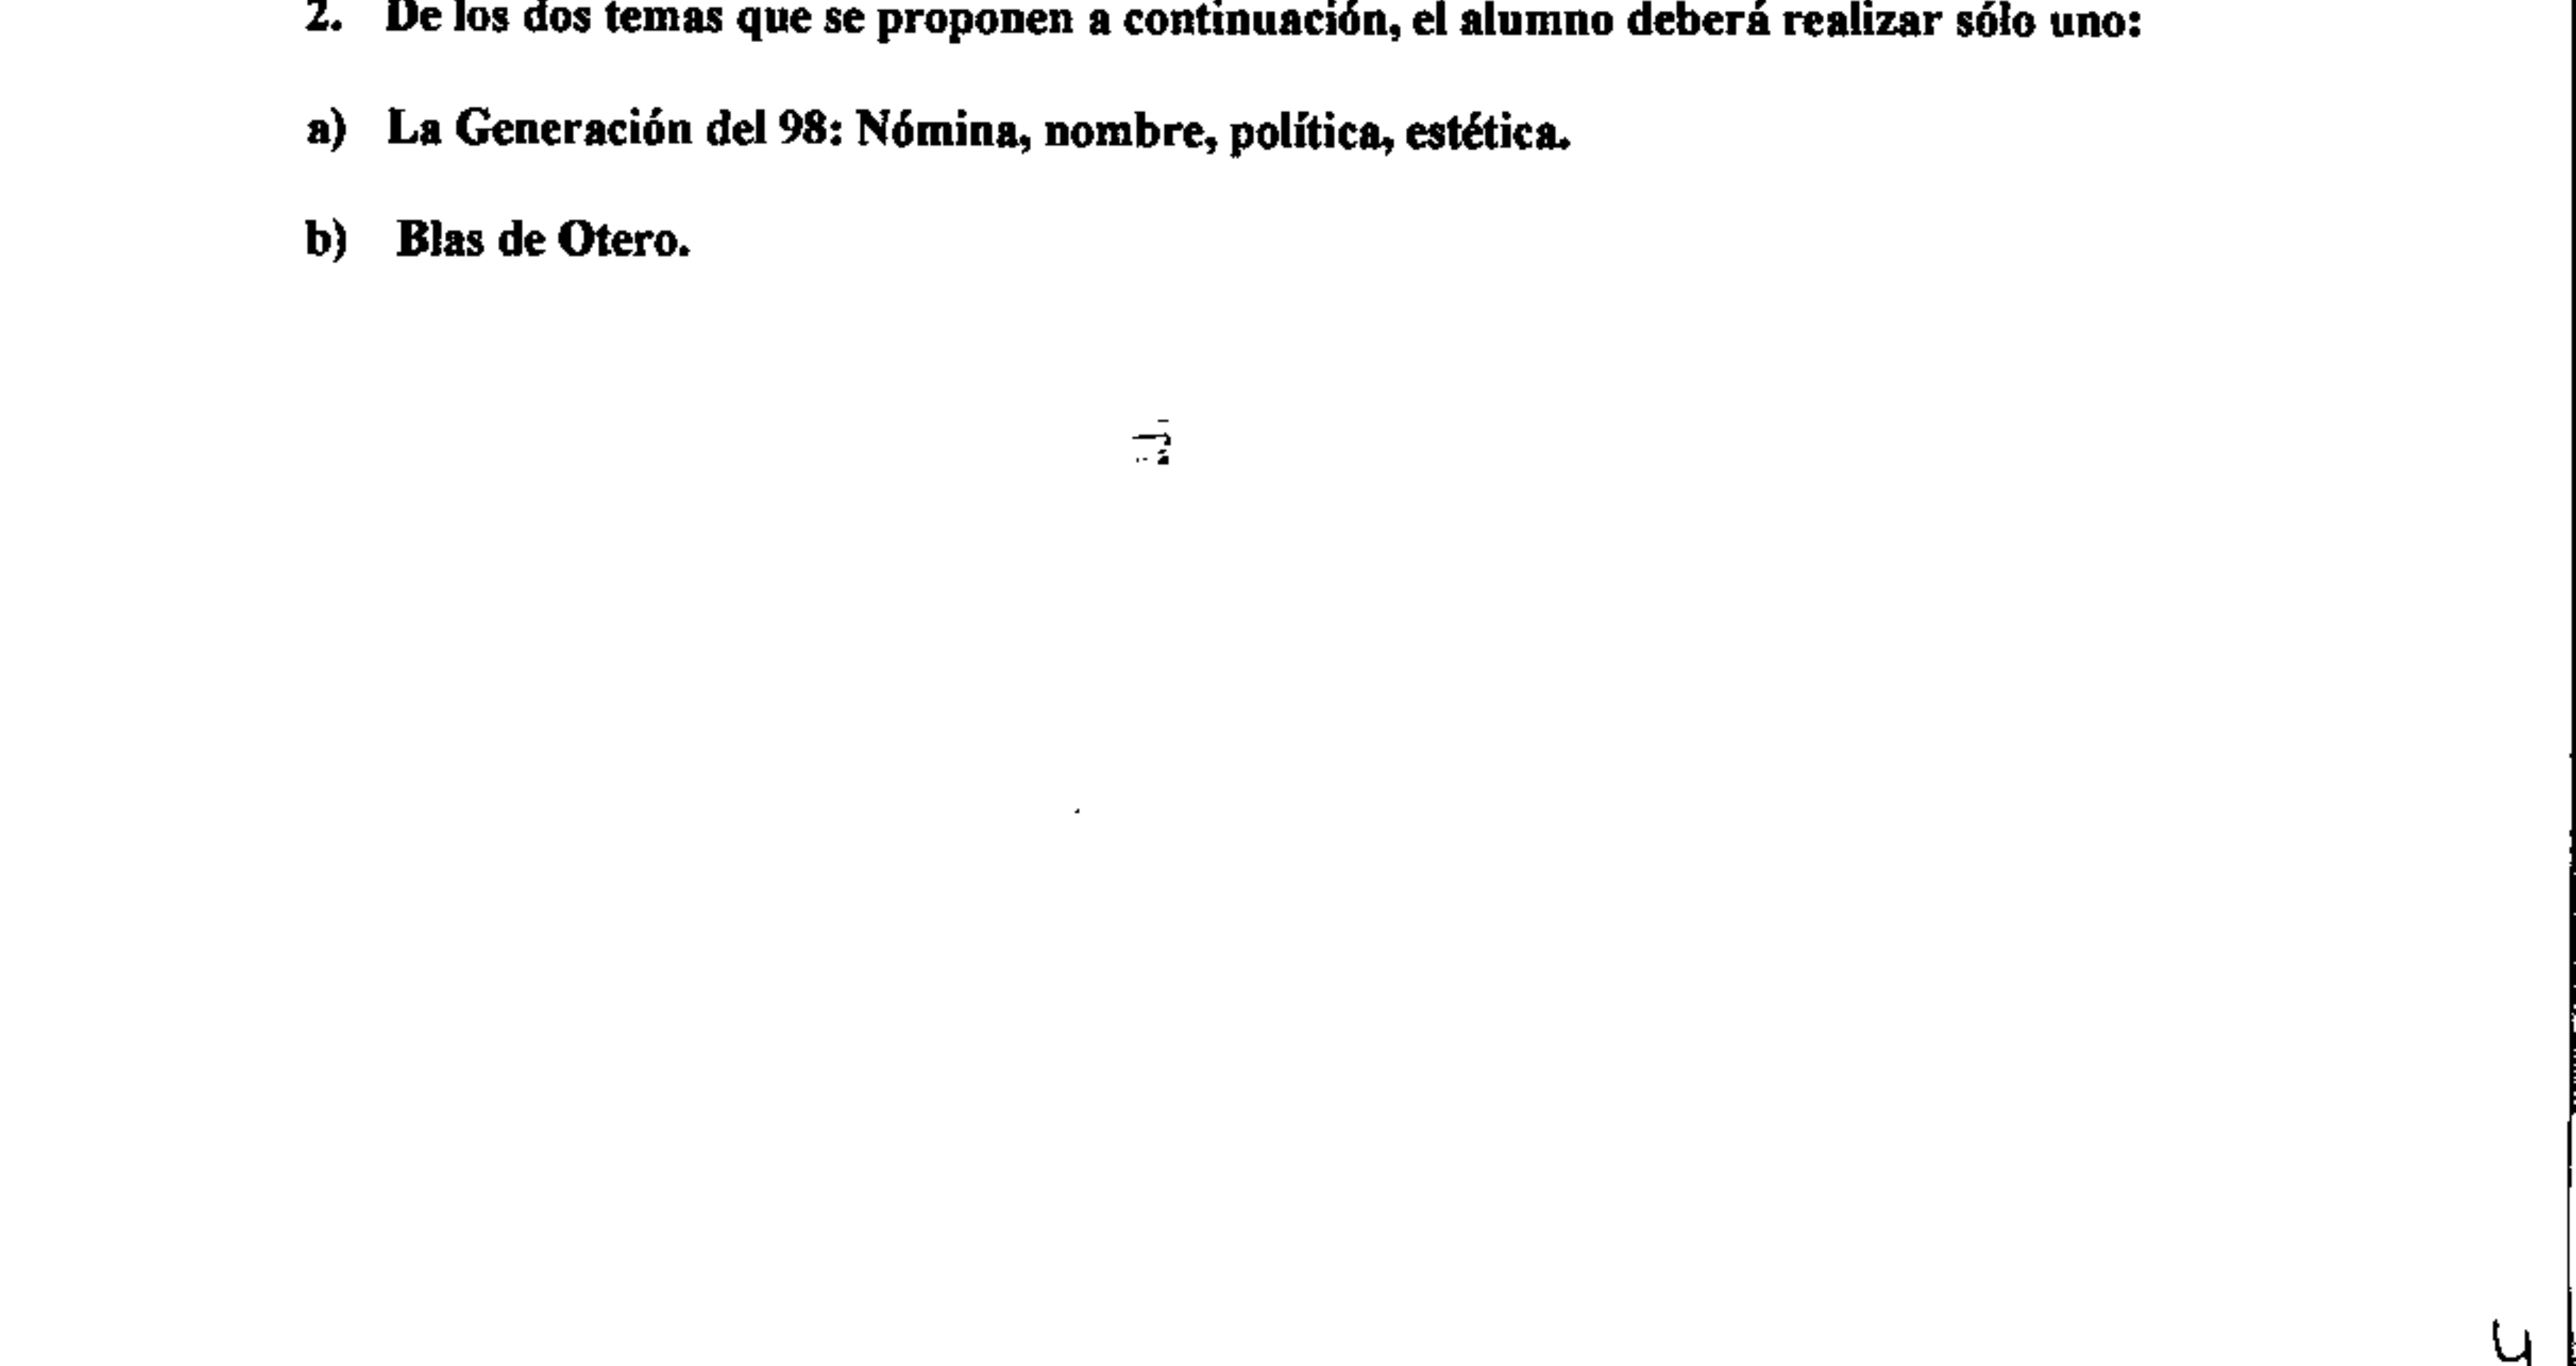 2. De los dos temas que se proponen a continuación, el alumno deberá realizar sólo uno:
a) La Generación del 98: Nómina, nombre, política, estética.
b) Blas de Otero.